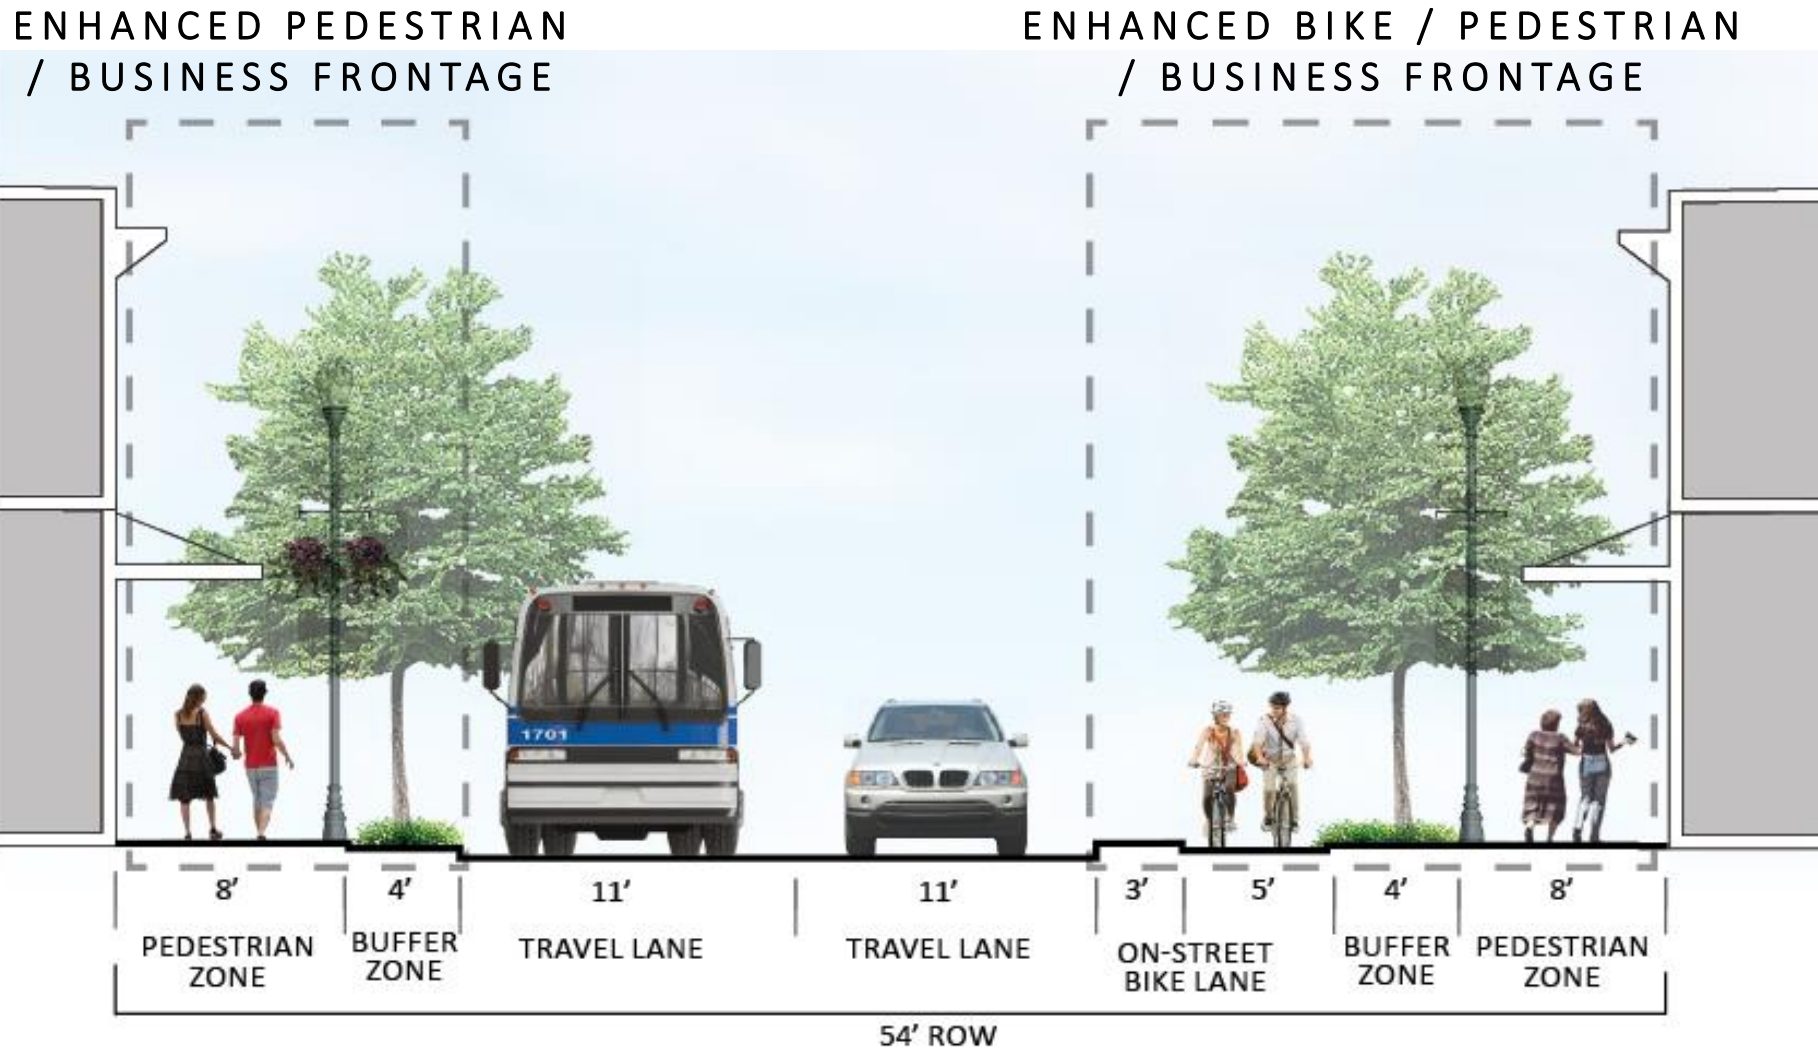 ENHANCED PEDESTRIAN
/ BUSINESS FRONTAGE
ENHANCED BIKE / PEDESTRIAN
/ BUSINESS FRONTAGE
1701
8’
4’
11’
11’
3’
5’
4’
8’
PEDESTRIAN
ZONE
BUFFER
ZONE
TRAVEL LANE
TRAVEL LANE
ON-STREET
BIKE LANE
BUFFER
ZONE
PEDESTRIAN
ZONE
54’ ROW